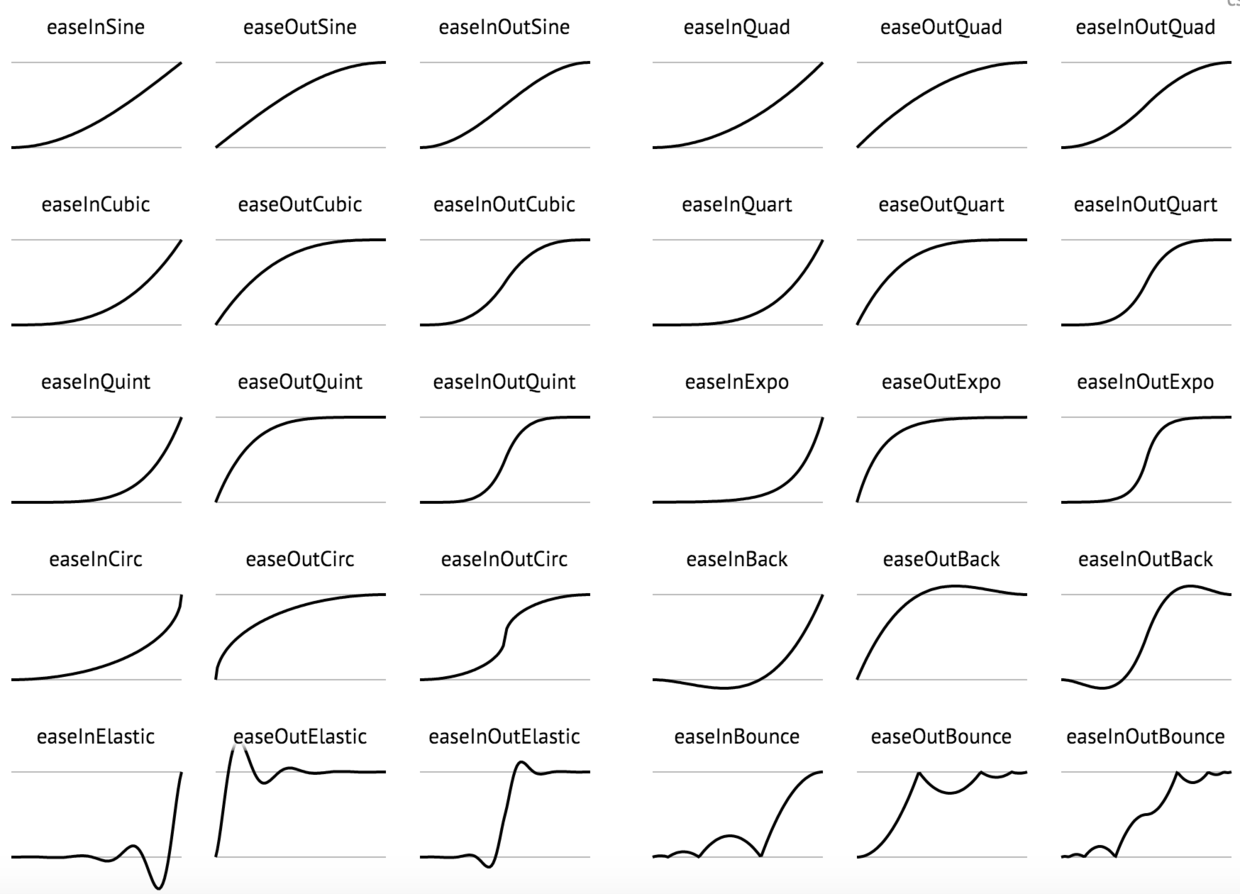 easeInSine easeOutSine easeInOutSine easeInQuad easeOutQuad easeInOutQuad
easeInCubic easeOutCubic easeInOutCubic easeInQuart easeOutQuart easeInOutQuart
easeInQuint easeOutQuint easeInOutQuint easeInExpo easeOutExpo easeInOutExpo
easeInCirc easeOutCirc easeInOutCirc easeInBack easeOutBack easeInOutBack
easeInElastic easeOutElastic easeInOutElastic easeInBounce easeOutBounce easeInOutBounce